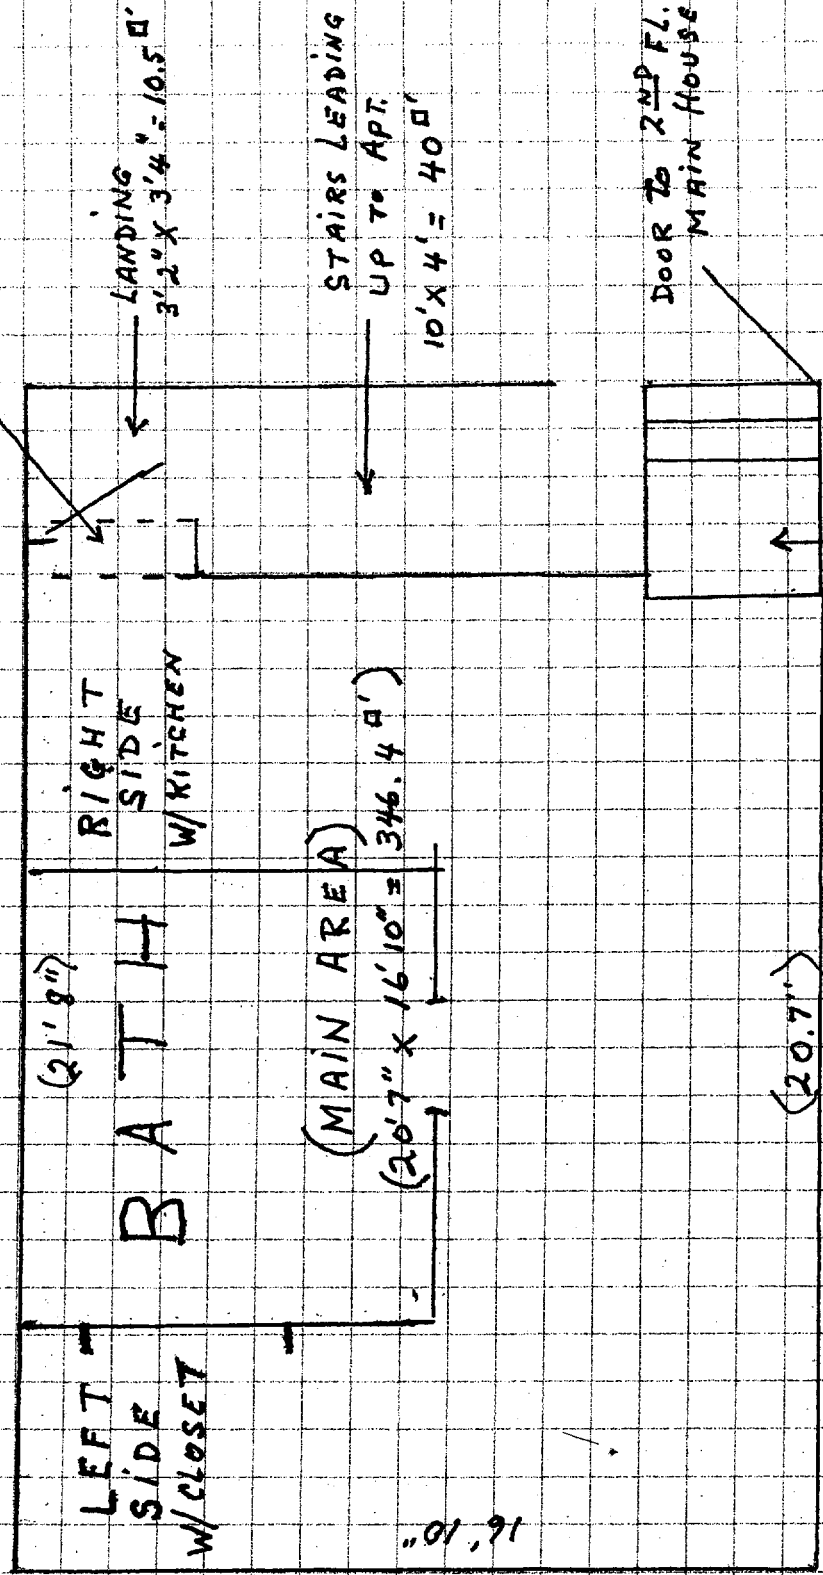 LEFT
SIDE
W/CLOSET
(21' 8")
BATH
RIGHT
SIDE
W/KITCHEN
LANDING
3'2" X 3'4" = 10.5 □'
(MAIN AREA)
(20'7" X 16'10" = 346.4 □')
STAIRS LEADING
UP TO APT.
10' X 4' = 40 □'
16' 10"
(20.7")
DOOR TO 2ND FL.
MAIN HOUSE